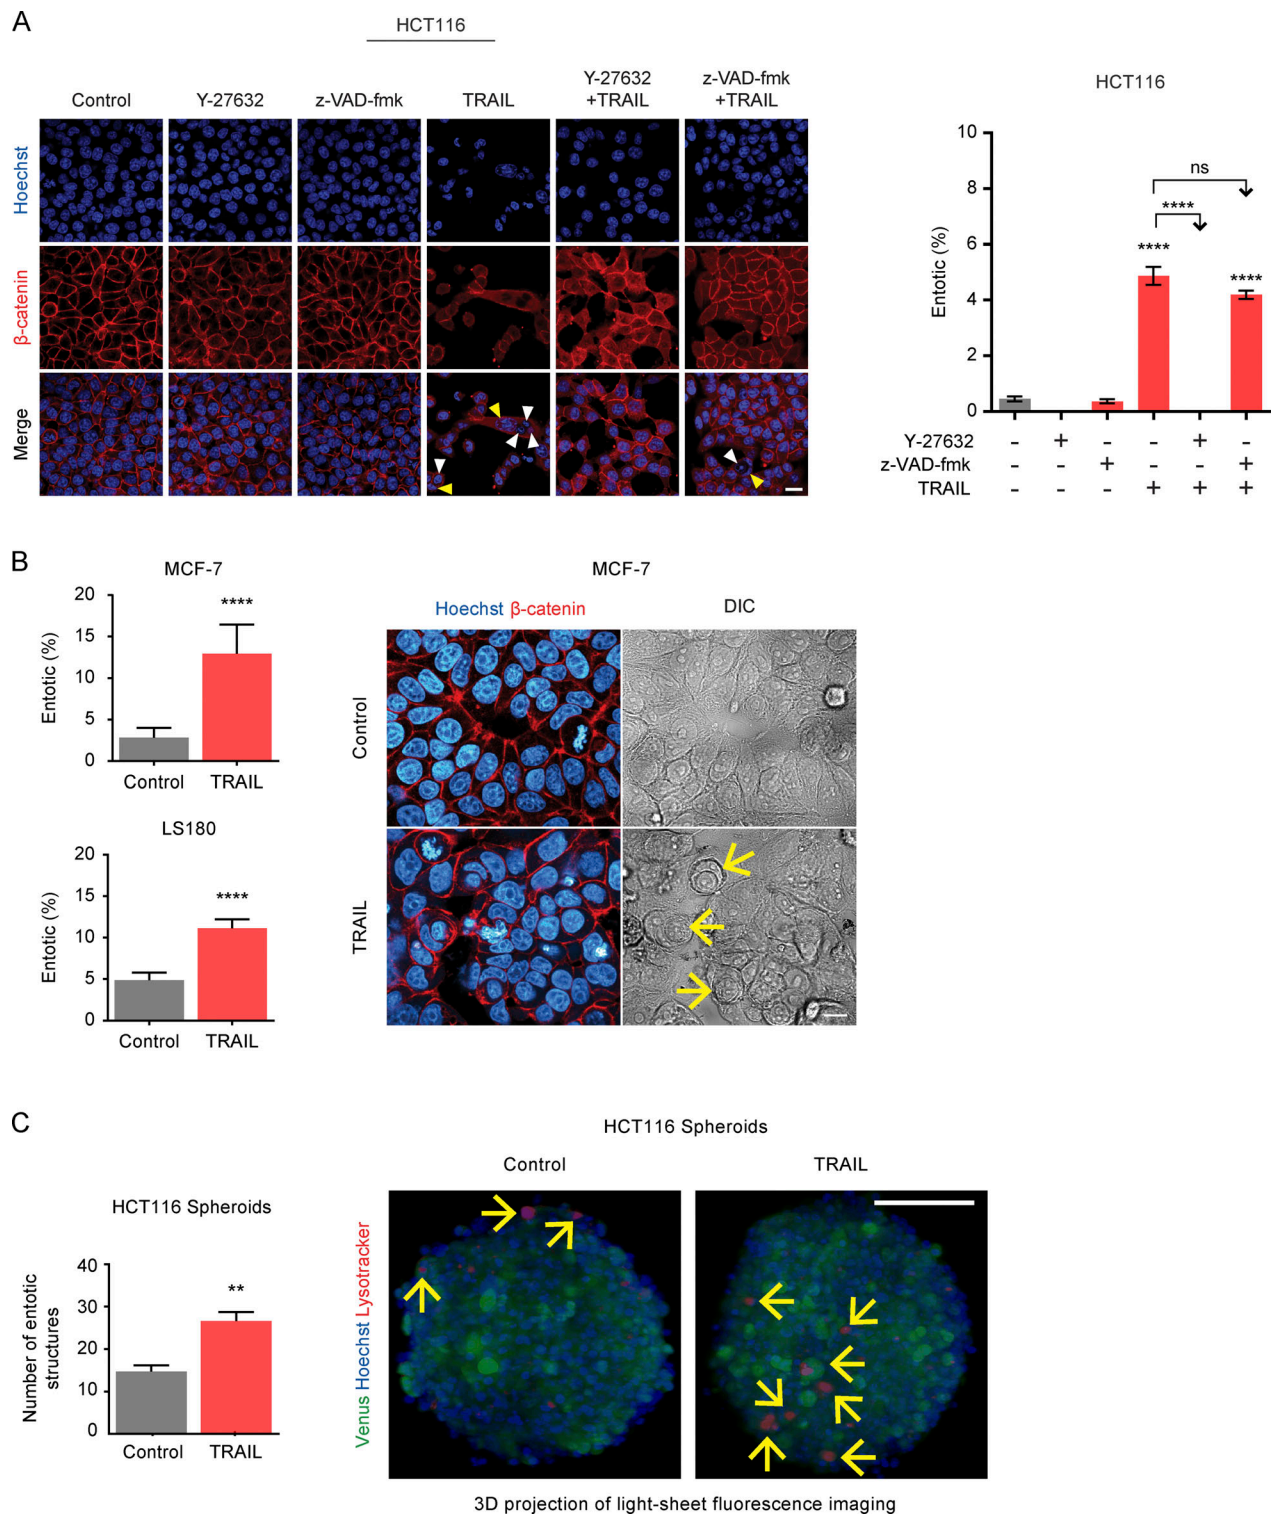 A
HCT116
Control
Y-27632
z-VAD-fmk
TRAIL
Y-27632
+TRAIL
z-VAD-fmk
+TRAIL
Hoechst
β-catenin
Merge
HCT116
Entotic (%)
10
8
6
4
2
0
ns
****
****
****
Y-27632 - + - - + -
z-VAD-fmk - - + - - +
TRAIL - - - + + +
B
MCF-7
Entotic (%)
20
15
10
5
0
****
Control TRAIL
LS180
Entotic (%)
20
15
10
5
0
****
Control TRAIL
MCF-7
Hoechst β-catenin
DIC
Control
TRAIL
C
HCT116 Spheroids
Number of entotic
structures
40
30
20
10
0
**
Control TRAIL
HCT116 Spheroids
Control
TRAIL
Venus Hoechst Lysotracker
3D projection of light-sheet fluorescence imaging